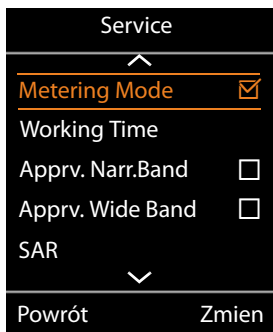 Service
Metering Mode
Working Time
Apprv. Narr.Band
Apprv. Wide Band
SAR
Powrót Zmien